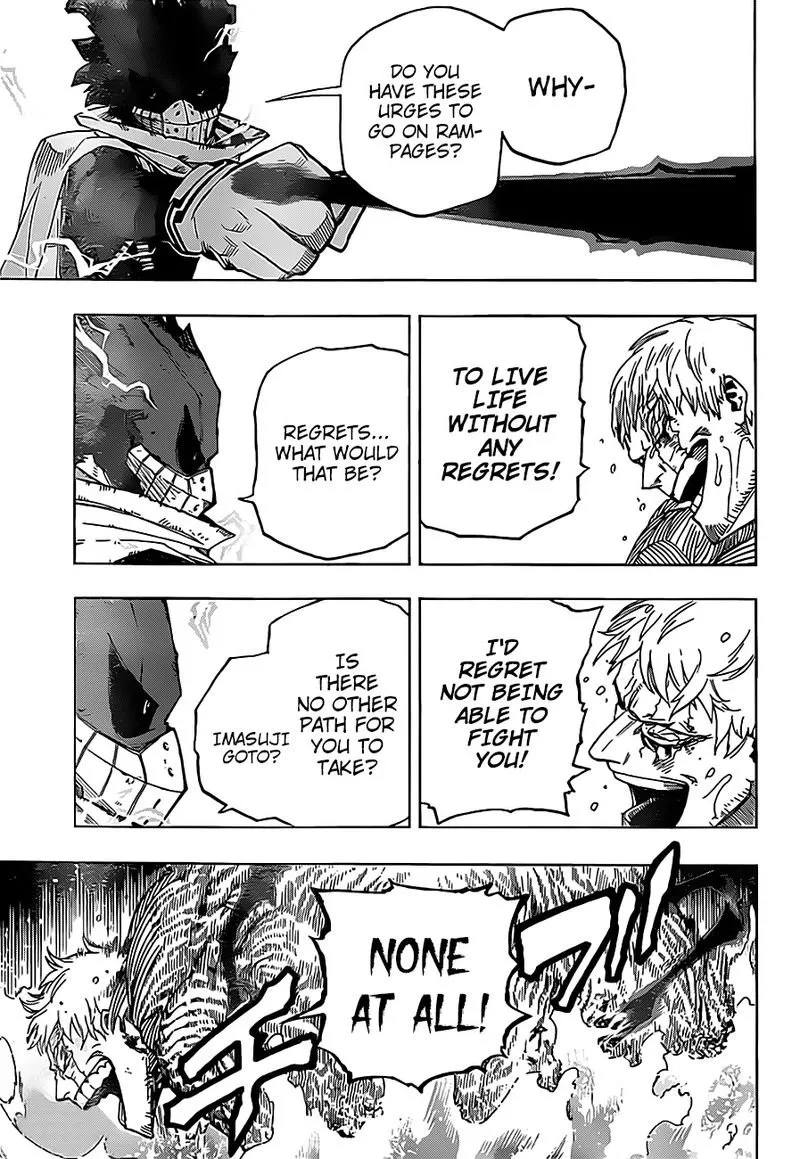 WHY-
DO YOU
HAVE THESE
URGES TO
GO ON RAM-
PAGES?
TO LIVE
LIFE
WITHOUT
ANY
REGRETS!
REGRETS...
WHAT WOULD
THAT BE?
I'D
REGRET
NOT BEING
ABLE TO
FIGHT
YOU!
IS
THERE
NO OTHER
PATH FOR
YOU TO
TAKE?
IMASUJI
GOTO?
ブチ
NONE
AT ALL!